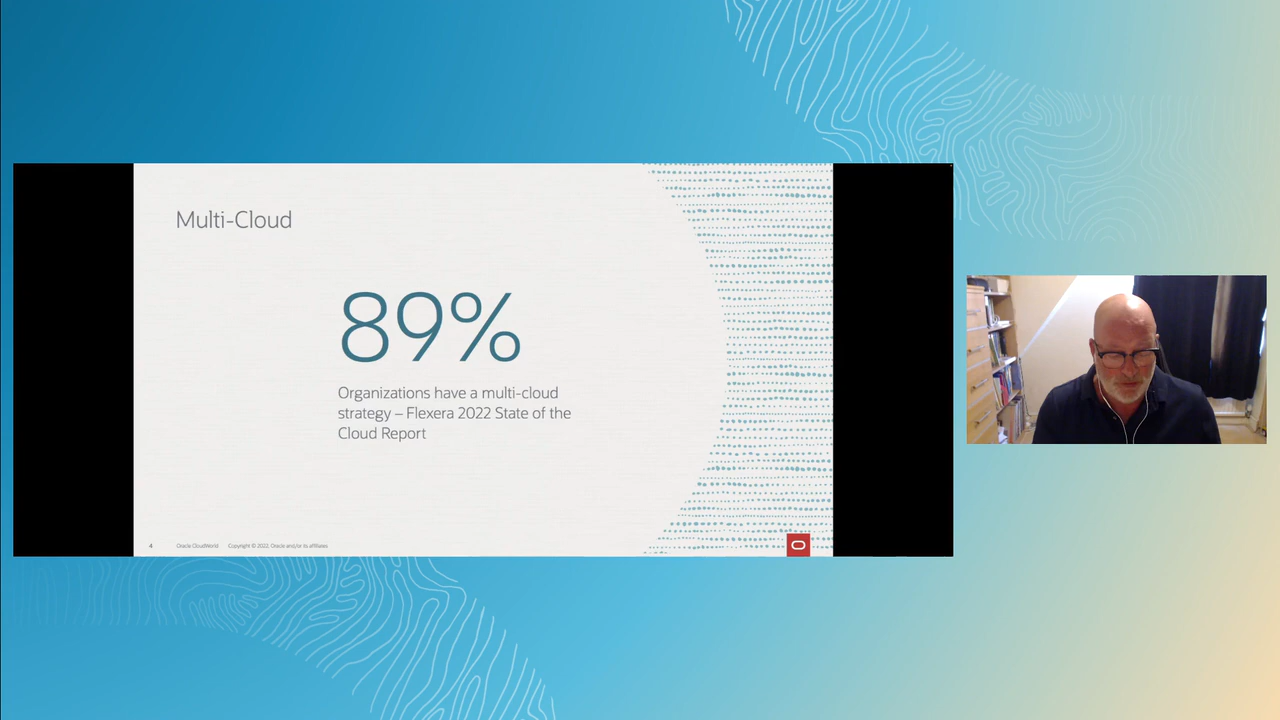 Multi-Cloud
89%
Organizations have a multi-cloud
strategy – Flexera 2022 State of the
Cloud Report
4 Oracle CloudWorld Copyright © 2022, Oracle and/or its affiliates